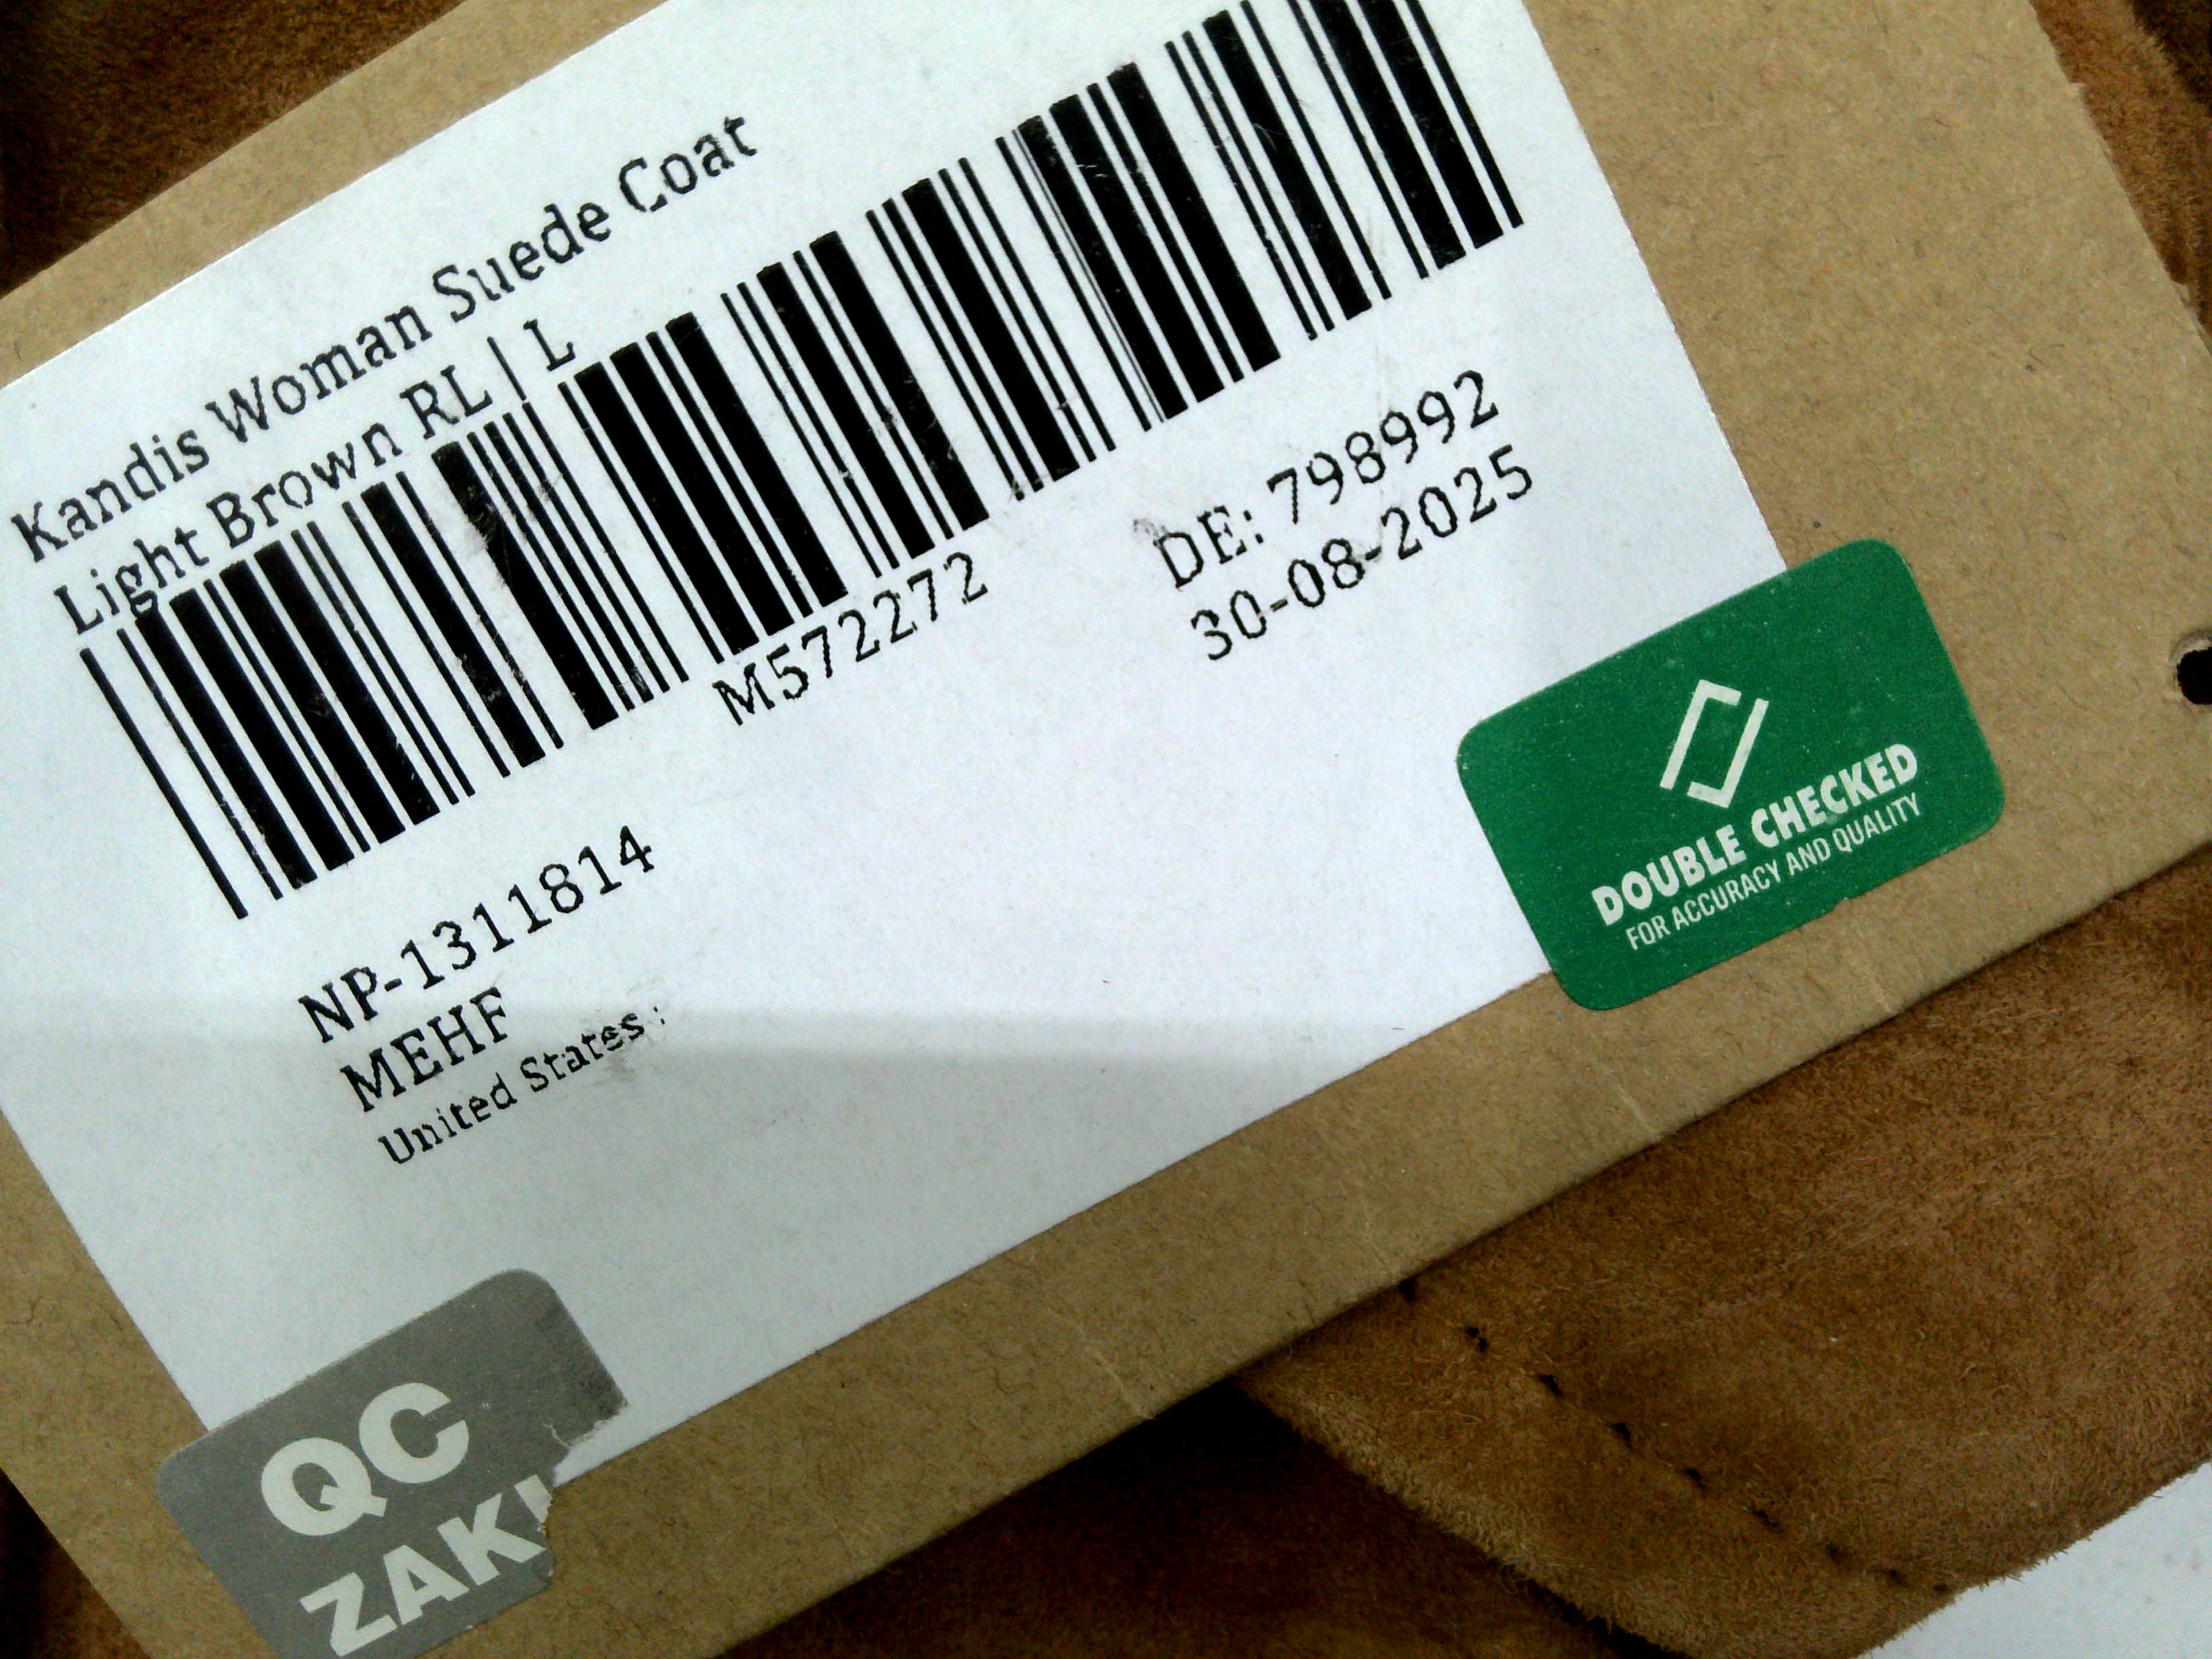 Kandis Woman Suede Coat
Light Brown RL | L
M572272
DE: 798992
30-08-2025
NP-1311814
MEHF
United States :
DOUBLE CHECKED
FOR ACCURACY AND QUALITY
QC
ZAKI